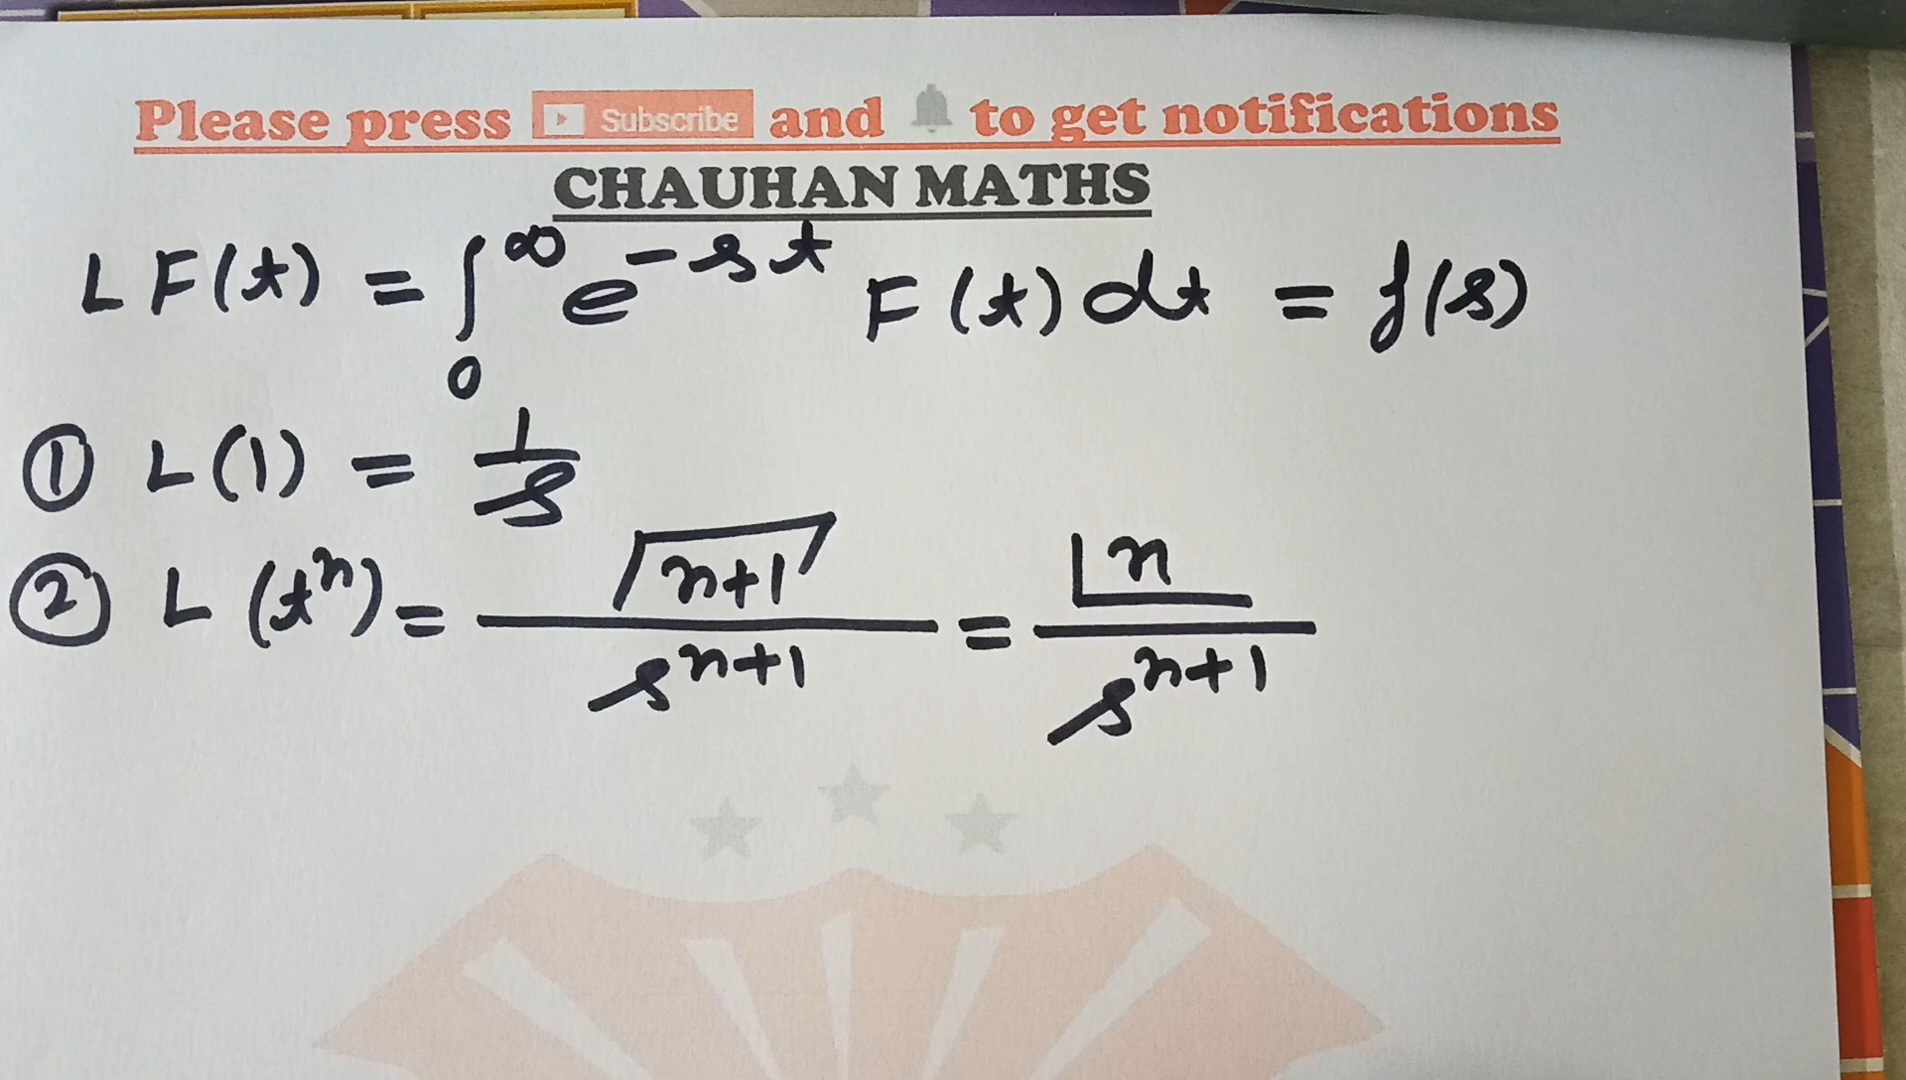 Please press Subscribe and to get notifications
CHAUHAN MATHS
L F(t) = ∫₀^∞ e^{-st} F(t) dt = f(s)
① L(1) = 1/s
② L(tⁿ) = Γ(n+1)/s^{n+1} = ⌊n/s^{n+1}